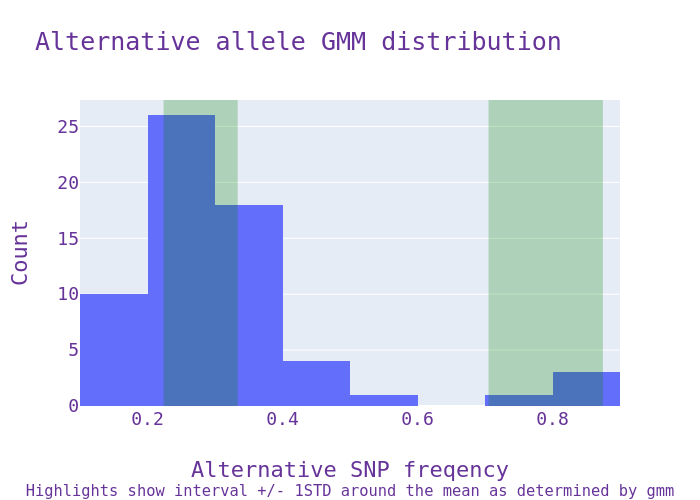 Alternative allele GMM distribution
25
20
15
10
5
0
Count
0.2
0.4
0.6
0.8
Alternative SNP freqency
Highlights show interval +/- 1STD around the mean as determined by gmm